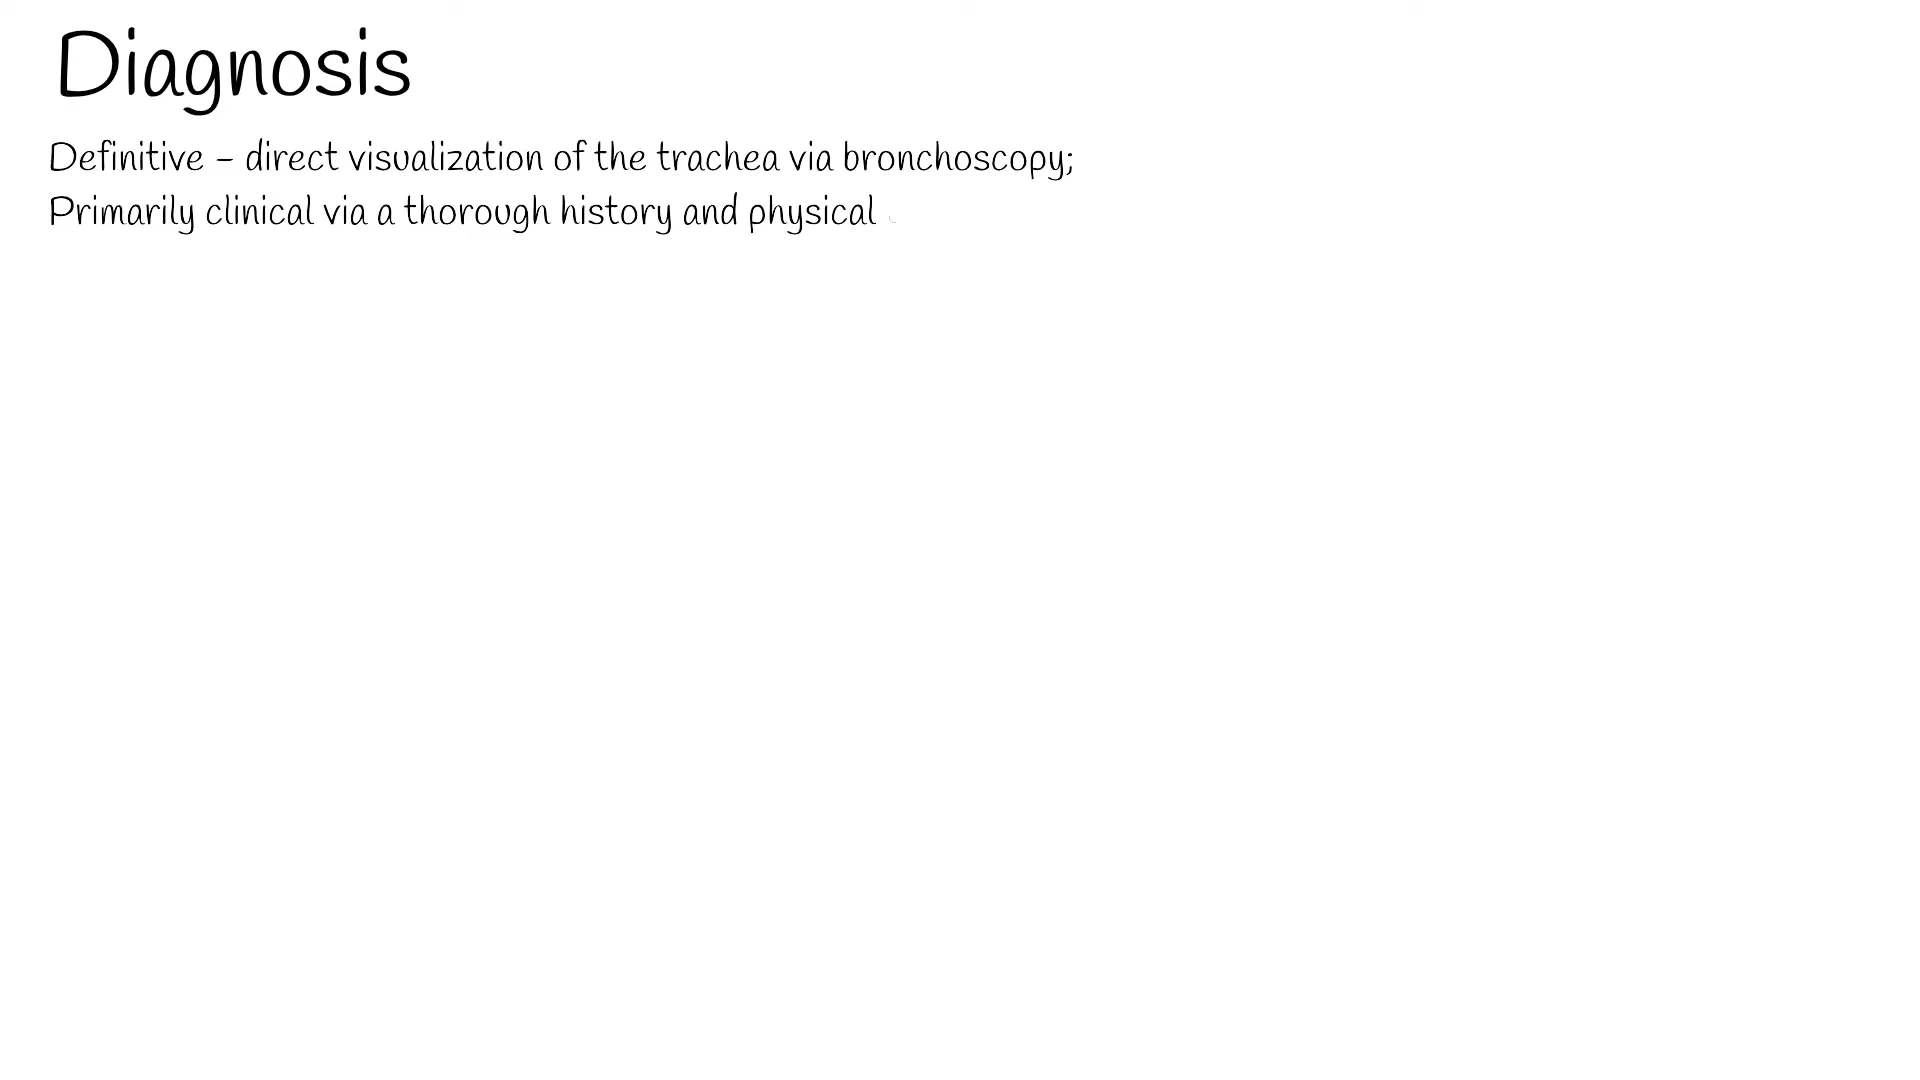 Diagnosis
Definitive - direct visualization of the trachea via bronchoscopy;
Primarily clinical via a thorough history and physical